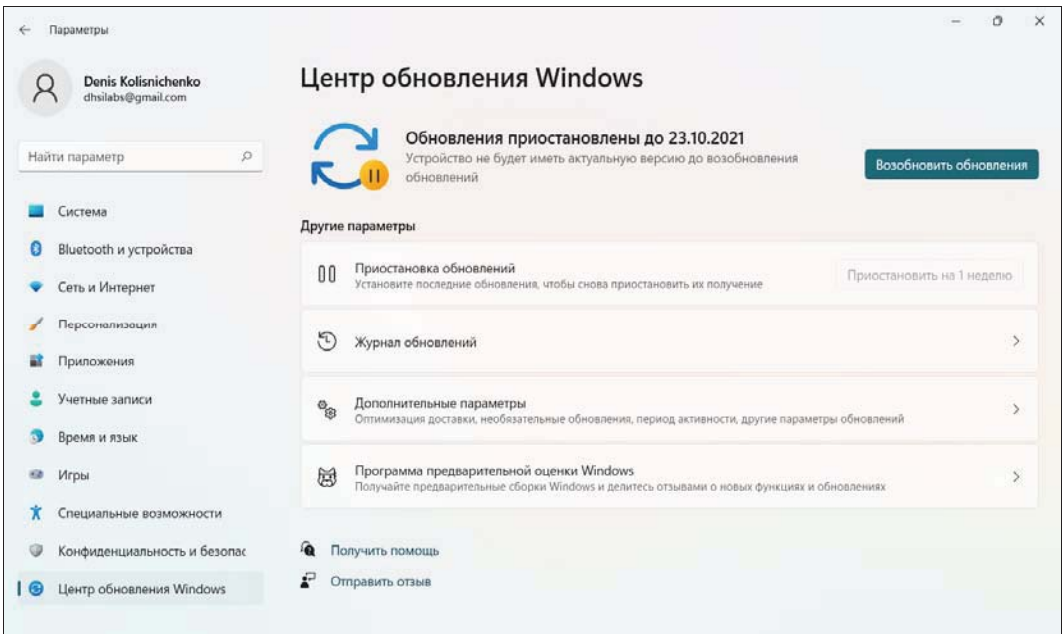 Параметры
Denis Kolisnichenko
dhsilabs@gmail.com
Найти параметр
Система
Bluetooth и устройства
Сеть и Интернет
Персонализация
Приложения
Учетные записи
Время и язык
Игры
Специальные возможности
Конфиденциальность и безопас
Центр обновления Windows
Центр обновления Windows
Обновления приостановлены до 23.10.2021
Устройство не будет иметь актуальную версию до возобновления
обновлений
Возобновить обновления
Другие параметры
Приостановка обновлений
Установите последние обновления, чтобы снова приостановить их получение
Приостановить на 1 неделю
Журнал обновлений
Дополнительные параметры
Оптимизация доставки, необязательные обновления, период активности, другие параметры обновлений
Программа предварительной оценки Windows
Получайте предварительные сборки Windows и делитесь отзывами о новых функциях и обновлениях
Получить помощь
Отправить отзыв